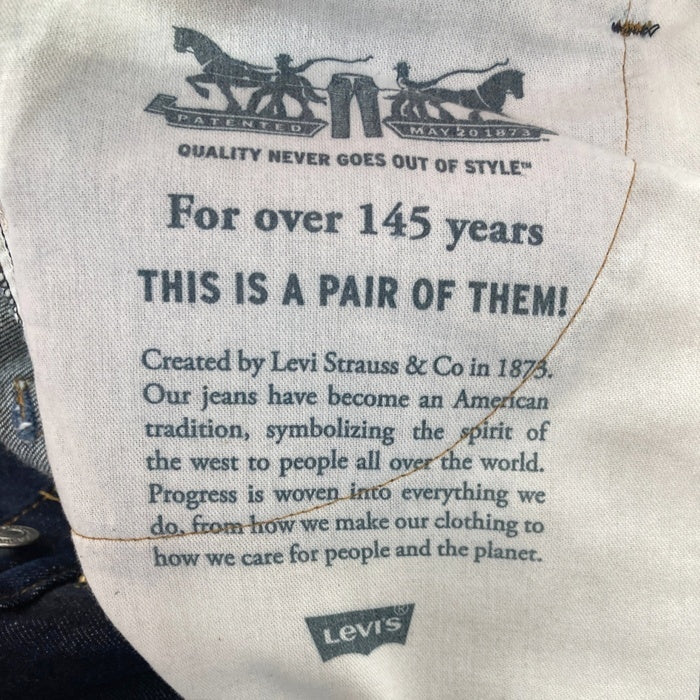 PATENTED MAY 20 1873
QUALITY NEVER GOES OUT OF STYLE™
For over 145 years
THIS IS A PAIR OF THEM!
Created by Levi Strauss & Co in 1873.
Our jeans have become an American
tradition, symbolizing the spirit of
the west to people all over the world.
Progress is woven into everything we
do, from how we make our clothing to
how we care for people and the planet.
Levi's®